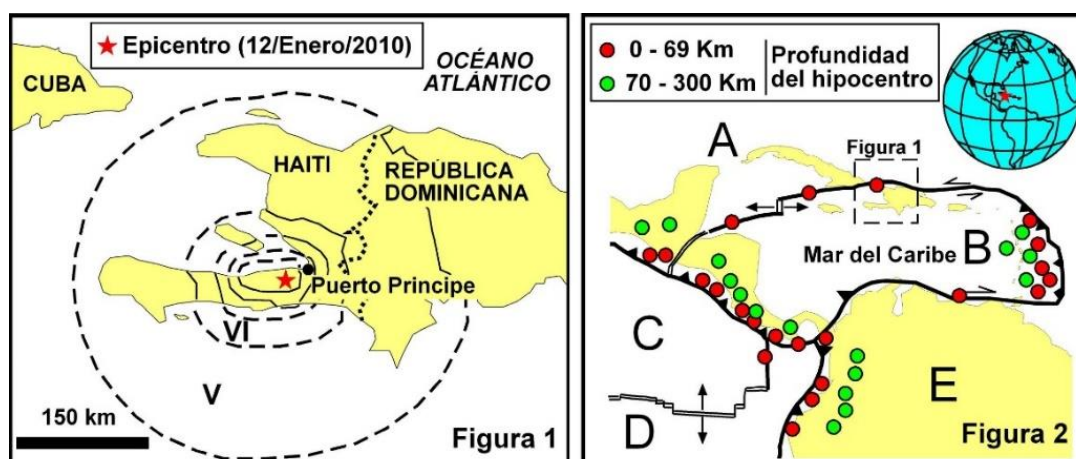 ★ Epicentro (12/Enero/2010)
OCÉANO
ATLÁNTICO
CUBA
HAITI
REPÚBLICA
DOMINICANA
Puerto Principe
VI
V
150 km
Figura 1
0 - 69 Km
70 - 300 Km
Profundidad
del hipocentro
A
Figura 1
Mar del Caribe
B
C
D
E
Figura 2